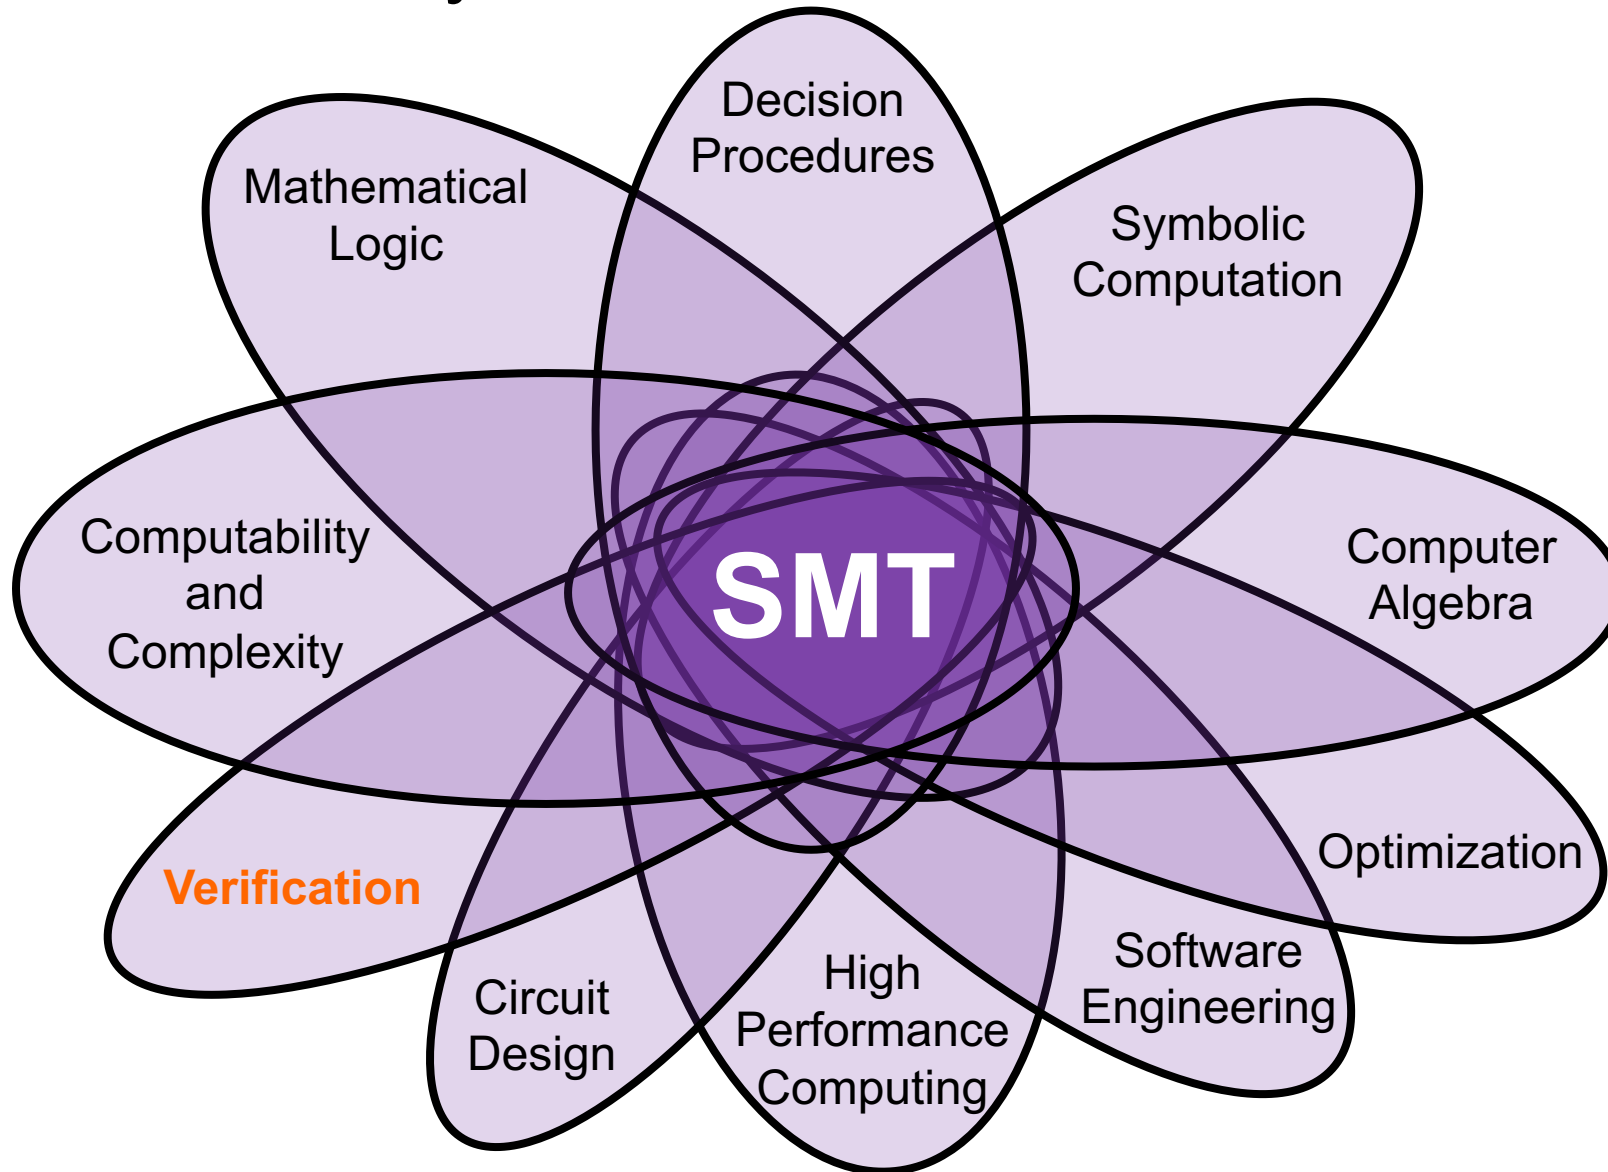 Decision
Procedures
Mathematical
Logic
Symbolic
Computation
Computability
and
Complexity
SMT
Computer
Algebra
Verification
Optimization
Circuit
Design
High
Performance
Computing
Software
Engineering